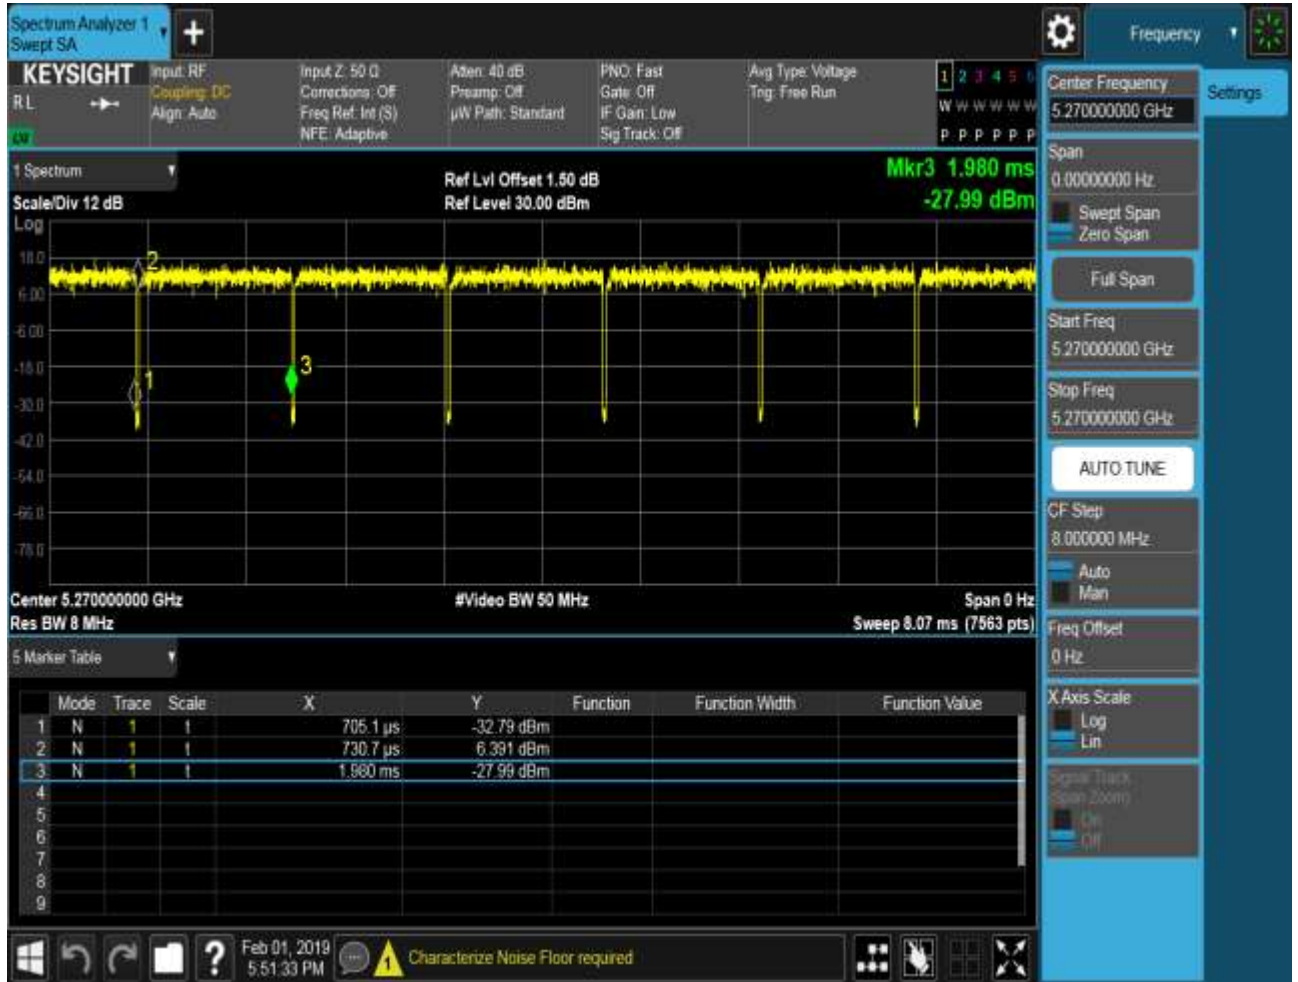 Spectrum Analyzer 1
Swept SA
+
Frequency
KEYSIGHT
RL
Input: RF
Coupling: DC
Align: Auto
Input Z: 50 Ω
Corrections: Off
Freq Ref: Int (S)
NFE: Adaptive
Atten: 40 dB
Preamp: Off
µW Path: Standard
PNO: Fast
Gate: Off
IF Gain: Low
Sig Track: Off
Avg Type: Voltage
Trig: Free Run
1 2 3 4 5 6
W W W W W W
P P P P P P
Center Frequency
5.270000000 GHz
Settings
Span
0.00000000 Hz
Swept Span
Zero Span
Full Span
Start Freq
5.270000000 GHz
Stop Freq
5.270000000 GHz
AUTO TUNE
CF Step
8.000000 MHz
Auto
Man
Freq Offset
0 Hz
X Axis Scale
Log
Lin
Signal Track
(Span Zoom)
On
Off
1 Spectrum
Scale/Div 12 dB
Log
Ref Lvl Offset 1.50 dB
Ref Level 30.00 dBm
Mkr3 1.980 ms
-27.99 dBm
18.0
6.00
-6.00
-18.0
-30.0
-42.0
-54.0
-66.0
-78.0
2
1
3
Center 5.270000000 GHz
#Video BW 50 MHz
Span 0 Hz
Res BW 8 MHz
Sweep 8.07 ms (7563 pts)
5 Marker Table
Mode Trace Scale X Y Function Function Width Function Value
1 N 1 t 705.1 µs -32.79 dBm
2 N 1 t 730.7 µs 6.391 dBm
3 N 1 t 1.980 ms -27.99 dBm
4
5
6
7
8
9
?
Feb 01, 2019
5:51:33 PM
1
Characterize Noise Floor required